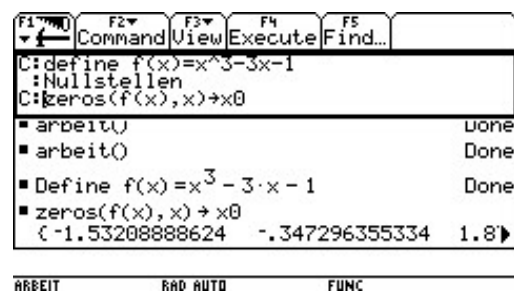 F1 F2 F3 F4 F5
Command View Execute Find...
C:define f(x)=x^3-3x-1
:Nullstellen
C:zeros(f(x),x)→x0
▪ arbeit() Done
▪ arbeit() Done
▪ Define f(x)=x³ - 3·x - 1 Done
▪ zeros(f(x),x) → x0
{-1.53208888624 -.347296355334 1.8
ARBEIT RAD AUTO FUNC